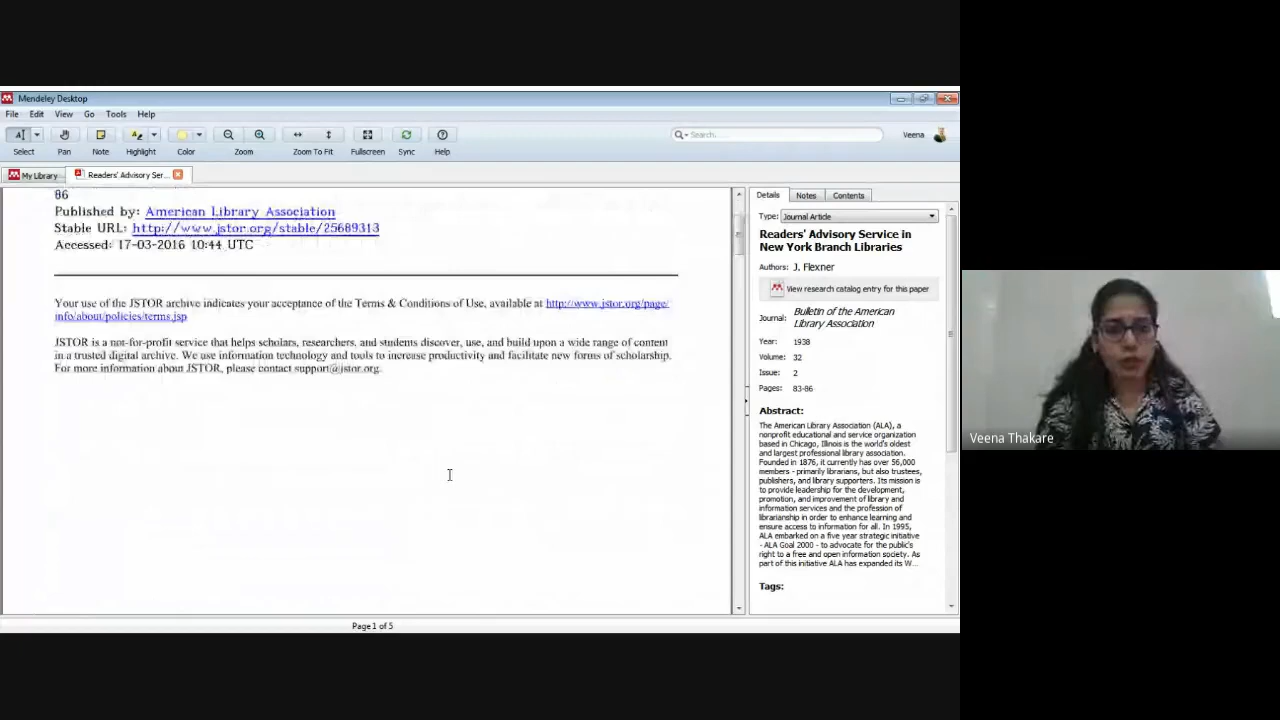 Mendeley Desktop
File Edit View Go Tools Help
Search... Veena
Select Pan Note Highlight Color Zoom Zoom To Fit Fullscreen Sync Help
My Library Readers' Advisory Ser...
86
Published by: American Library Association
Stable URL: http://www.jstor.org/stable/25689313
Accessed: 17-03-2016 10:44 UTC
Your use of the JSTOR archive indicates your acceptance of the Terms & Conditions of Use, available at http://www.jstor.org/page/
info/about/policies/terms.jsp
JSTOR is a not-for-profit service that helps scholars, researchers, and students discover, use, and build upon a wide range of content
in a trusted digital archive. We use information technology and tools to increase productivity and facilitate new forms of scholarship.
For more information about JSTOR, please contact support@jstor.org.
Page 1 of 5
Details Notes Contents
Type: Journal Article
Readers' Advisory Service in
New York Branch Libraries
Authors: J. Flexner
View research catalog entry for this paper
Journal: Bulletin of the American
Library Association
Year: 1938
Volume: 32
Issue: 2
Pages: 83-86
Abstract:
The American Library Association (ALA), a
nonprofit educational and service organization
based in Chicago, Illinois is the world's oldest
and largest professional library association.
Founded in 1876, it currently has over 56,000
members - primarily librarians, but also trustees,
publishers, and library supporters. Its mission is
to provide leadership for the development,
promotion, and improvement of library and
information services and the profession of
librarianship in order to enhance learning and
ensure access to information for all. In 1995,
ALA embarked on a five year strategic initiative
- ALA Goal 2000 - to advocate for the public's
right to a free and open information society. As
part of this initiative ALA has expanded its W...
Tags:
Veena Thakare